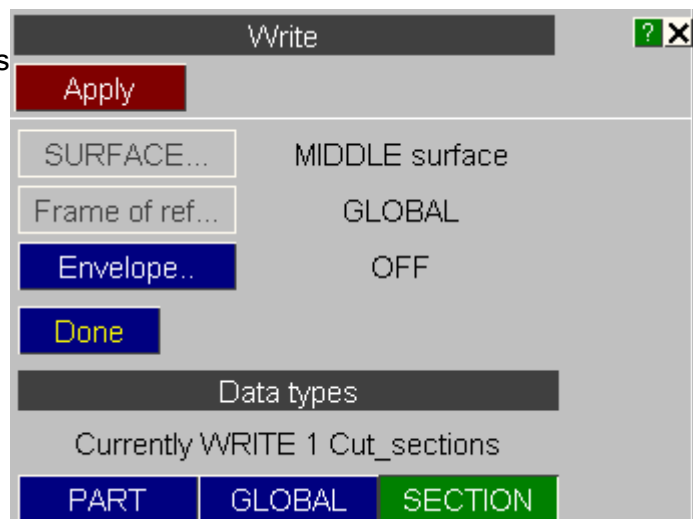 Write ? X
s
Apply
SURFACE... MIDDLE surface
Frame of ref... GLOBAL
Envelope.. OFF
Done
Data types
Currently WRITE 1 Cut_sections
PART GLOBAL SECTION